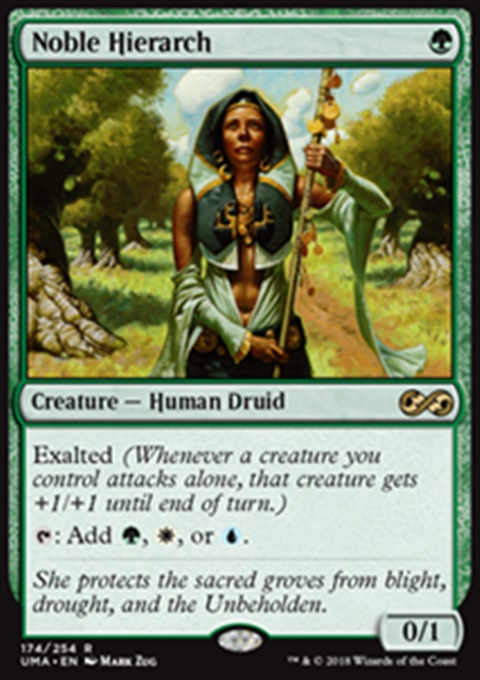 Noble Hierarch
Creature — Human Druid
Exalted (Whenever a creature you
control attacks alone, that creature gets
+1/+1 until end of turn.)
: Add , , or .
She protects the sacred groves from blight,
drought, and the Unbeholden.
0/1
174/254 R
UMA • EN Mark Zug
™ & © 2018 Wizards of the Coast